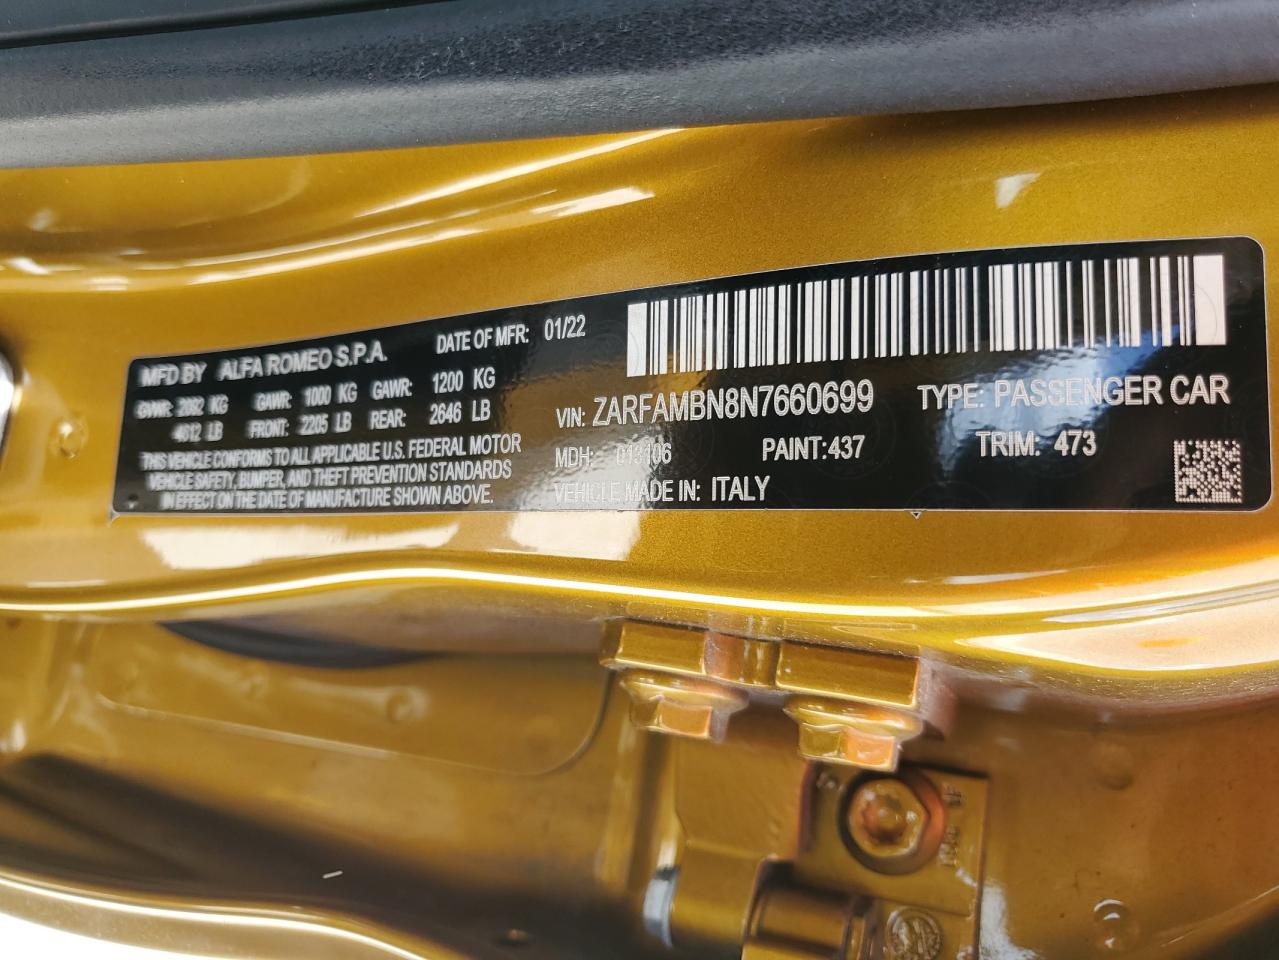 MFD BY ALFA ROMEO S.P.A. DATE OF MFR: 01/22
GVWR: 2092 KG GAWR: 1000 KG GAWR: 1200 KG
4612 LB FRONT: 2205 LB REAR: 2646 LB
THIS VEHICLE CONFORMS TO ALL APPLICABLE U.S. FEDERAL MOTOR
VEHICLE SAFETY, BUMPER, AND THEFT PREVENTION STANDARDS
IN EFFECT ON THE DATE OF MANUFACTURE SHOWN ABOVE.
VIN: ZARFAMBN8N7660699 TYPE: PASSENGER CAR
MDH: 013106 PAINT:437 TRIM: 473
VEHICLE MADE IN: ITALY